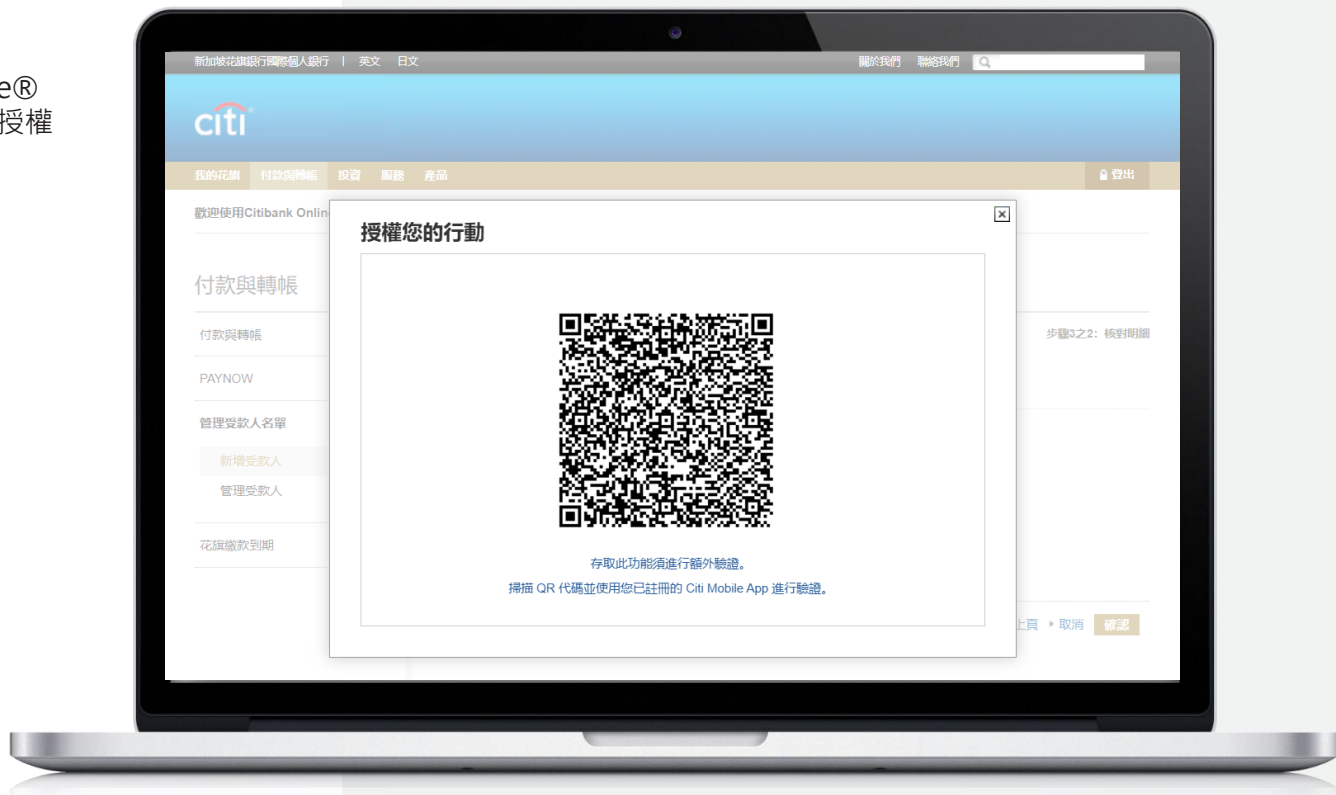 e®
授權
新加坡花旗銀行國際個人銀行 | 英文 日文
關於我們 聯絡我們
citi
我的花旗 付款與轉帳 投資 服務 產品
登出
歡迎使用Citibank Onlin
授權您的行動
付款與轉帳
付款與轉帳
步驟3之2：核對明細
PAYNOW
管理受款人名單
新增受款人
管理受款人
花旗繳款到期
存取此功能須進行額外驗證。
掃描 QR 代碼並使用您已註冊的 Citi Mobile App 進行驗證。
上頁 取消 確認